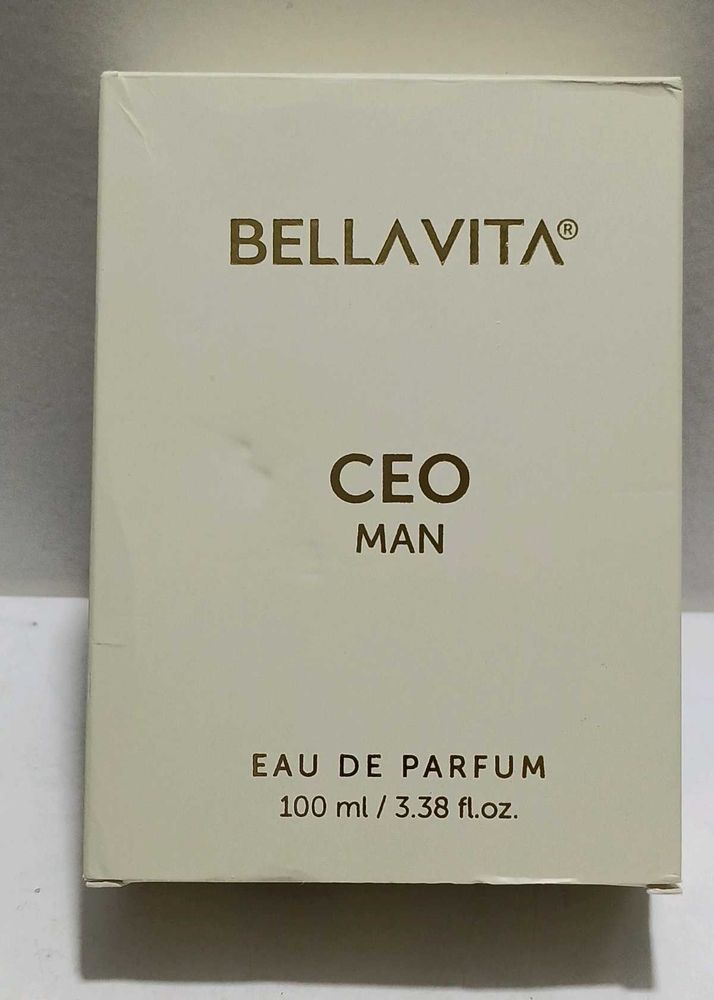 BELLAVITA®
CEO
MAN
EAU DE PARFUM
100 ml / 3.38 fl.oz.